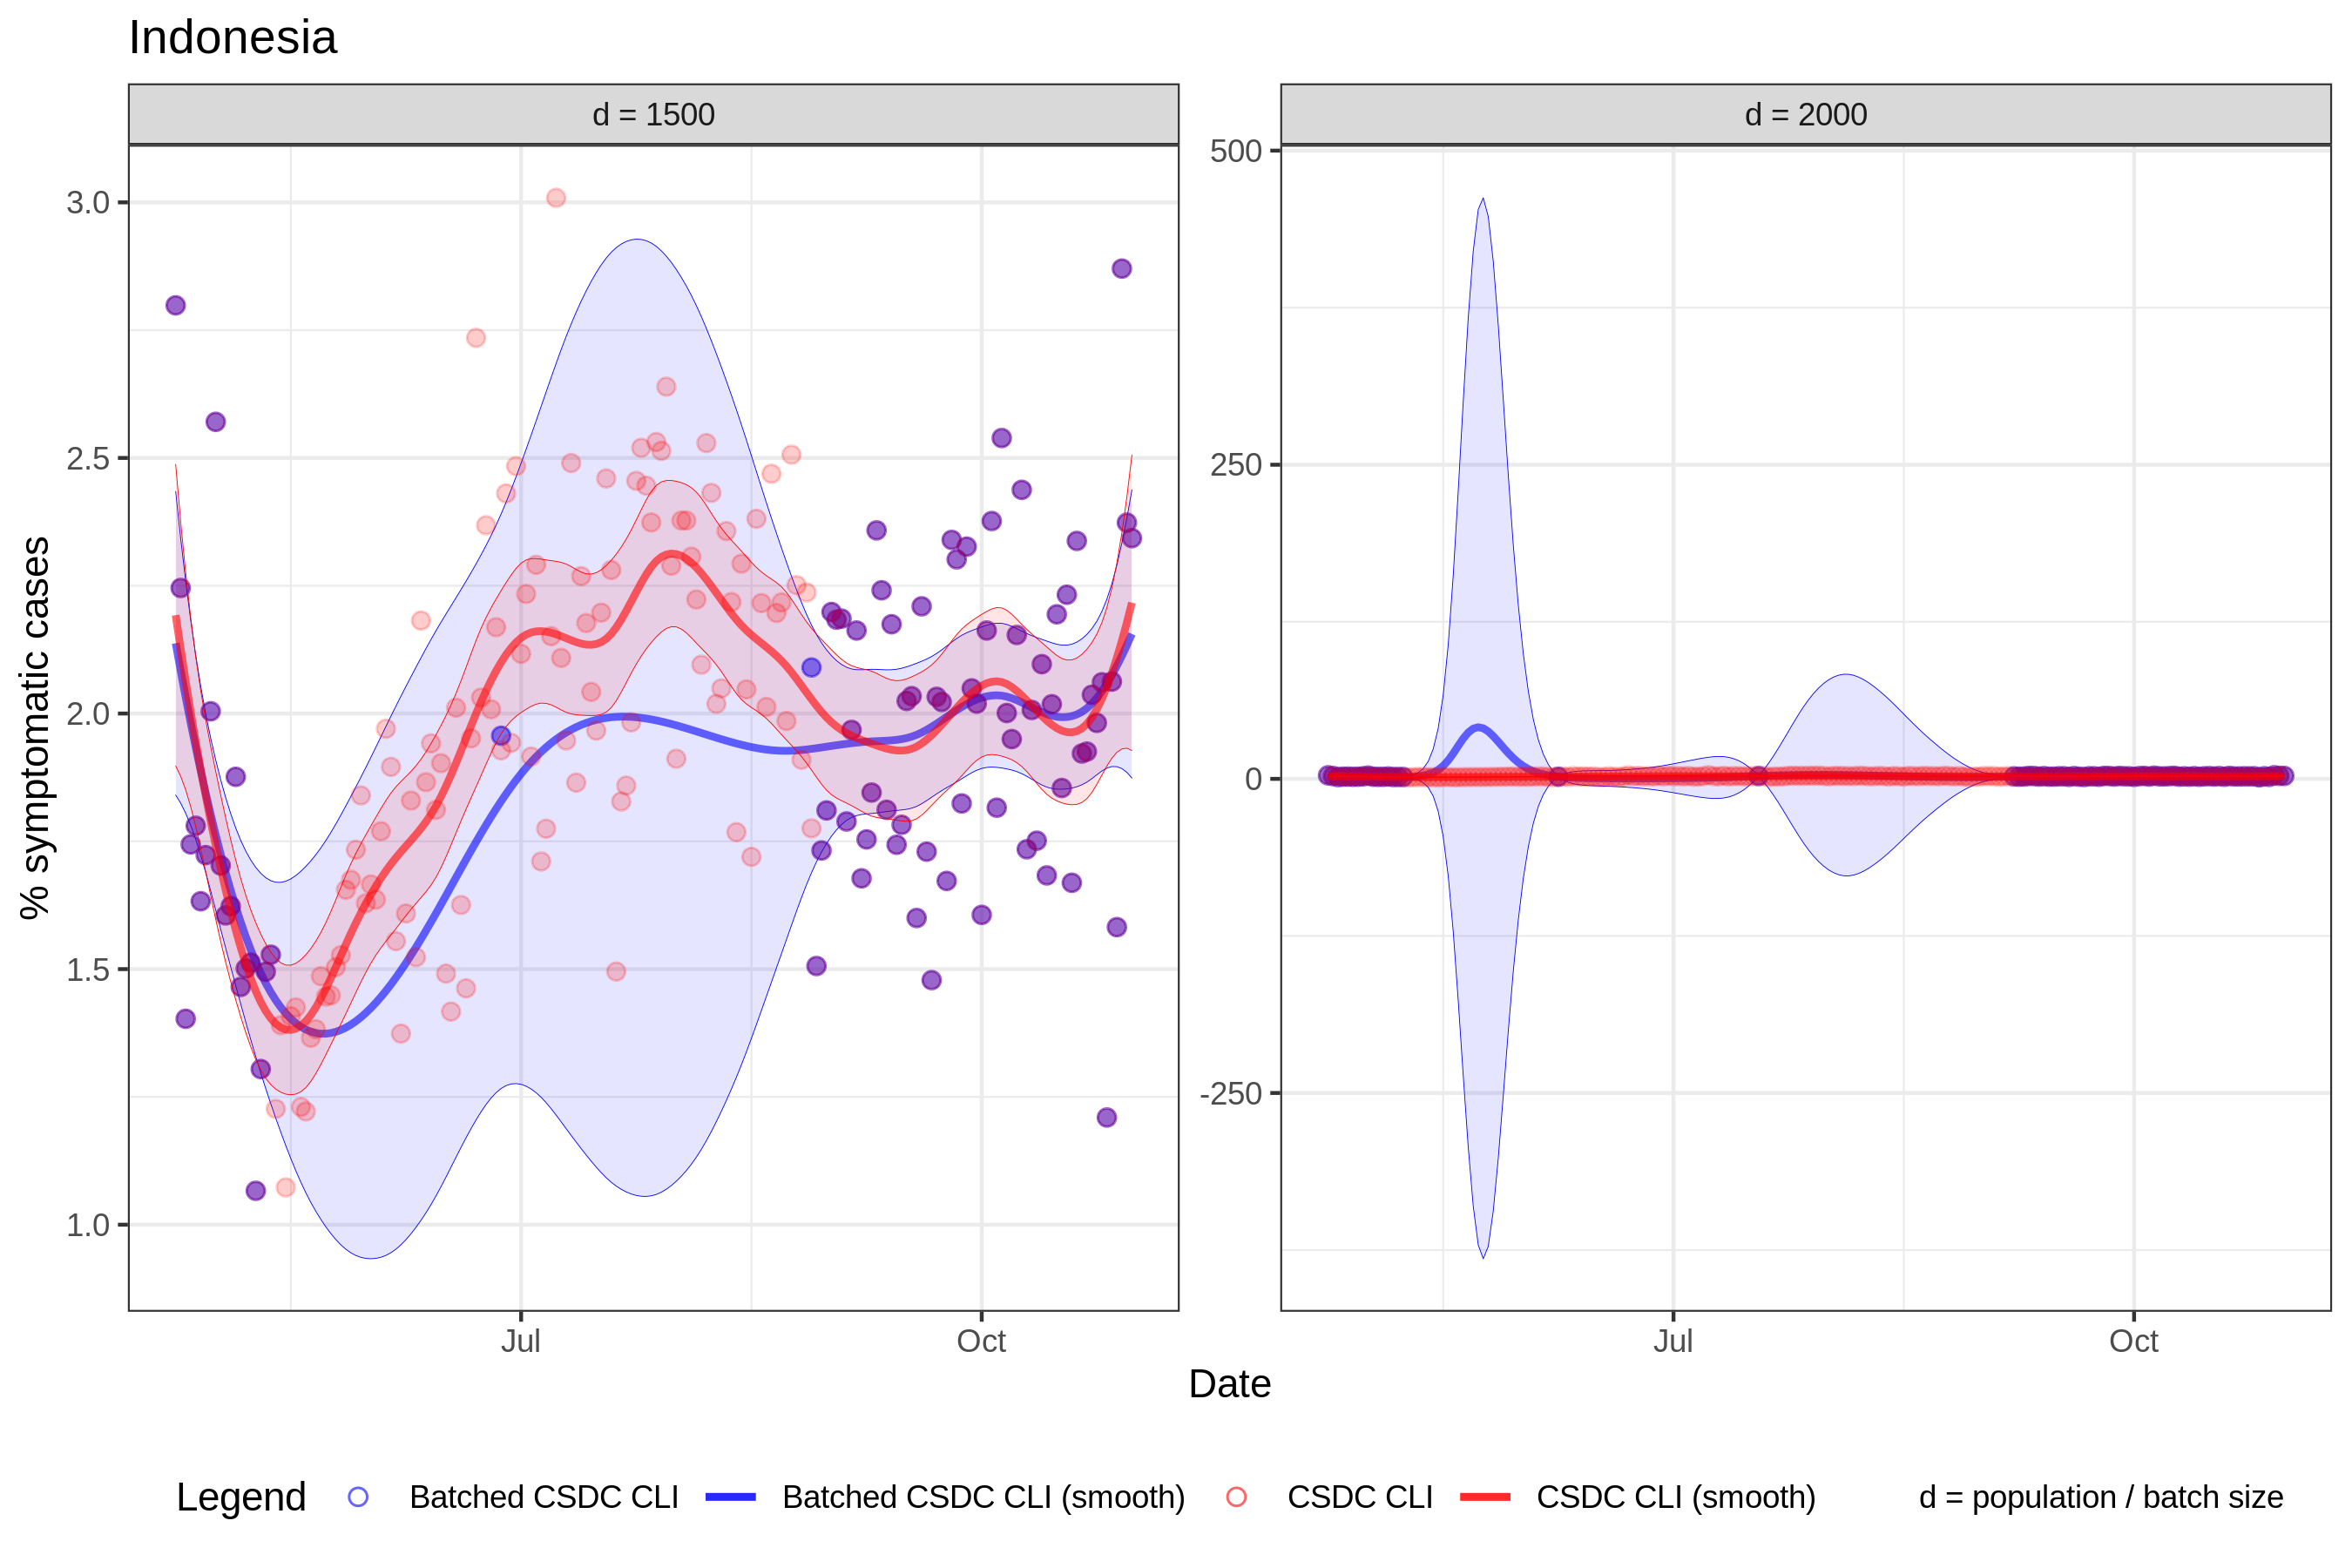 Indonesia
d = 1500
d = 2000
% symptomatic cases
3.0
2.5
2.0
1.5
1.0
500
250
0
-250
Jul
Oct
Jul
Oct
Date
Legend
Batched CSDC CLI
Batched CSDC CLI (smooth)
CSDC CLI
CSDC CLI (smooth)
d = population / batch size